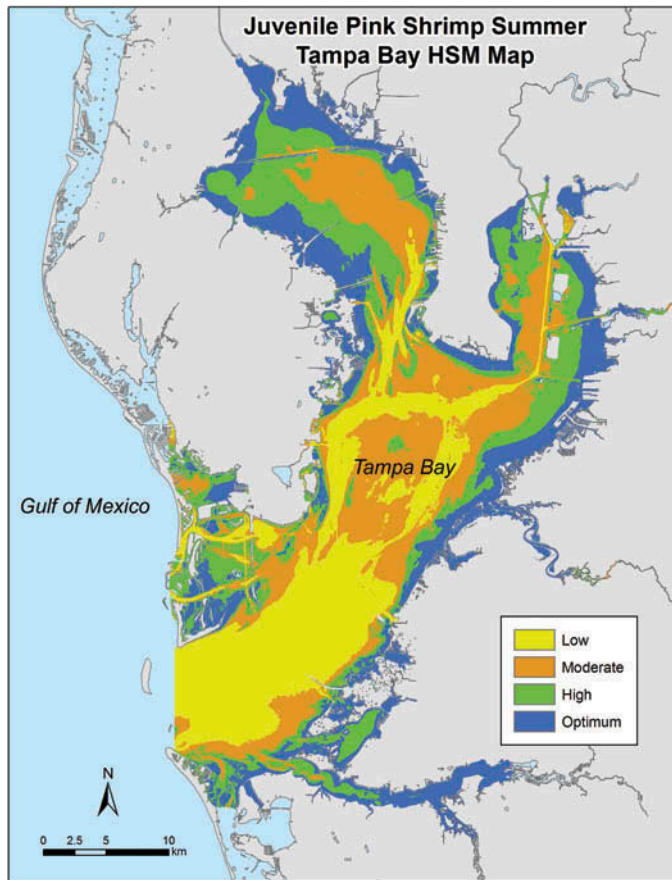 Juvenile Pink Shrimp Summer
Tampa Bay HSM Map
Tampa Bay
Gulf of Mexico
Low
Moderate
High
Optimum
N
0 2.5 5 10
km